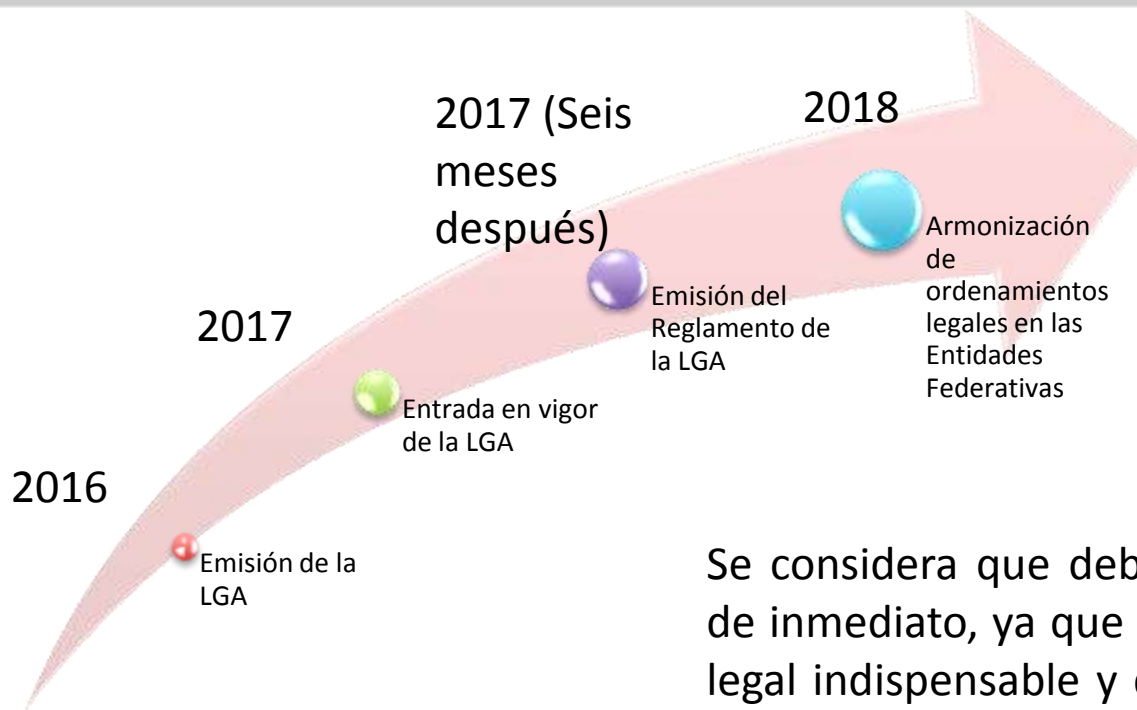 2016
Emisión de la
LGA
2017
Entrada en vigor
de la LGA
2017 (Seis
meses
después)
Emisión del
Reglamento de
la LGA
2018
Armonización
de
ordenamientos
legales en las
Entidades
Federativas
Se considera que
de inmediato, ya que
legal indispensable y